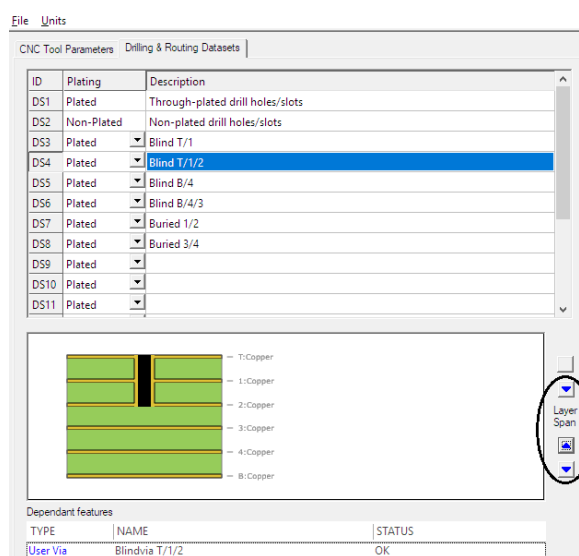 File Units
CNC Tool Parameters Drilling & Routing Datasets
ID Plating Description
DS1 Plated Through-plated drill holes/slots
DS2 Non-Plated Non-plated drill holes/slots
DS3 Plated Blind T/1
DS4 Plated Blind T/1/2
DS5 Plated Blind B/4
DS6 Plated Blind B/4/3
DS7 Plated Buried 1/2
DS8 Plated Buried 3/4
DS9 Plated
DS10 Plated
DS11 Plated
T:Copper
1:Copper
2:Copper
3:Copper
4:Copper
B:Copper
Layer
Span
Dependant features
TYPE NAME STATUS
User Via Blindvia T/1/2 OK